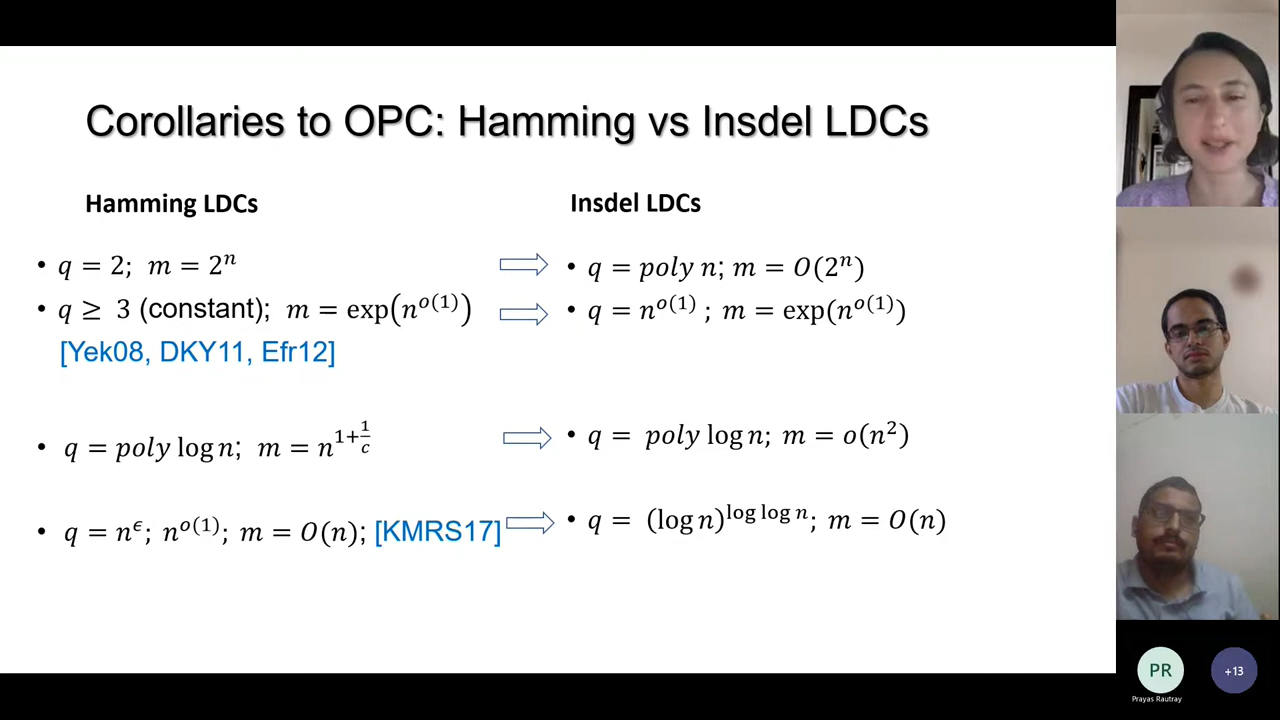 Corollaries to OPC: Hamming vs Insdel LDCs
Hamming LDCs
• q = 2; m = 2^n
• q ≥ 3 (constant); m = exp(n^{o(1)})
[Yek08, DKY11, Efr12]
• q = poly log n; m = n^{1+\frac{1}{c}}
• q = n^ϵ; n^{o(1)}; m = O(n); [KMRS17]
Insdel LDCs
• q = poly n; m = O(2^n)
• q = n^{o(1)} ; m = exp(n^{o(1)})
• q = poly log n; m = o(n^2)
• q = (log n)^{log log n}; m = O(n)
PR
Prayas Rautray
+13